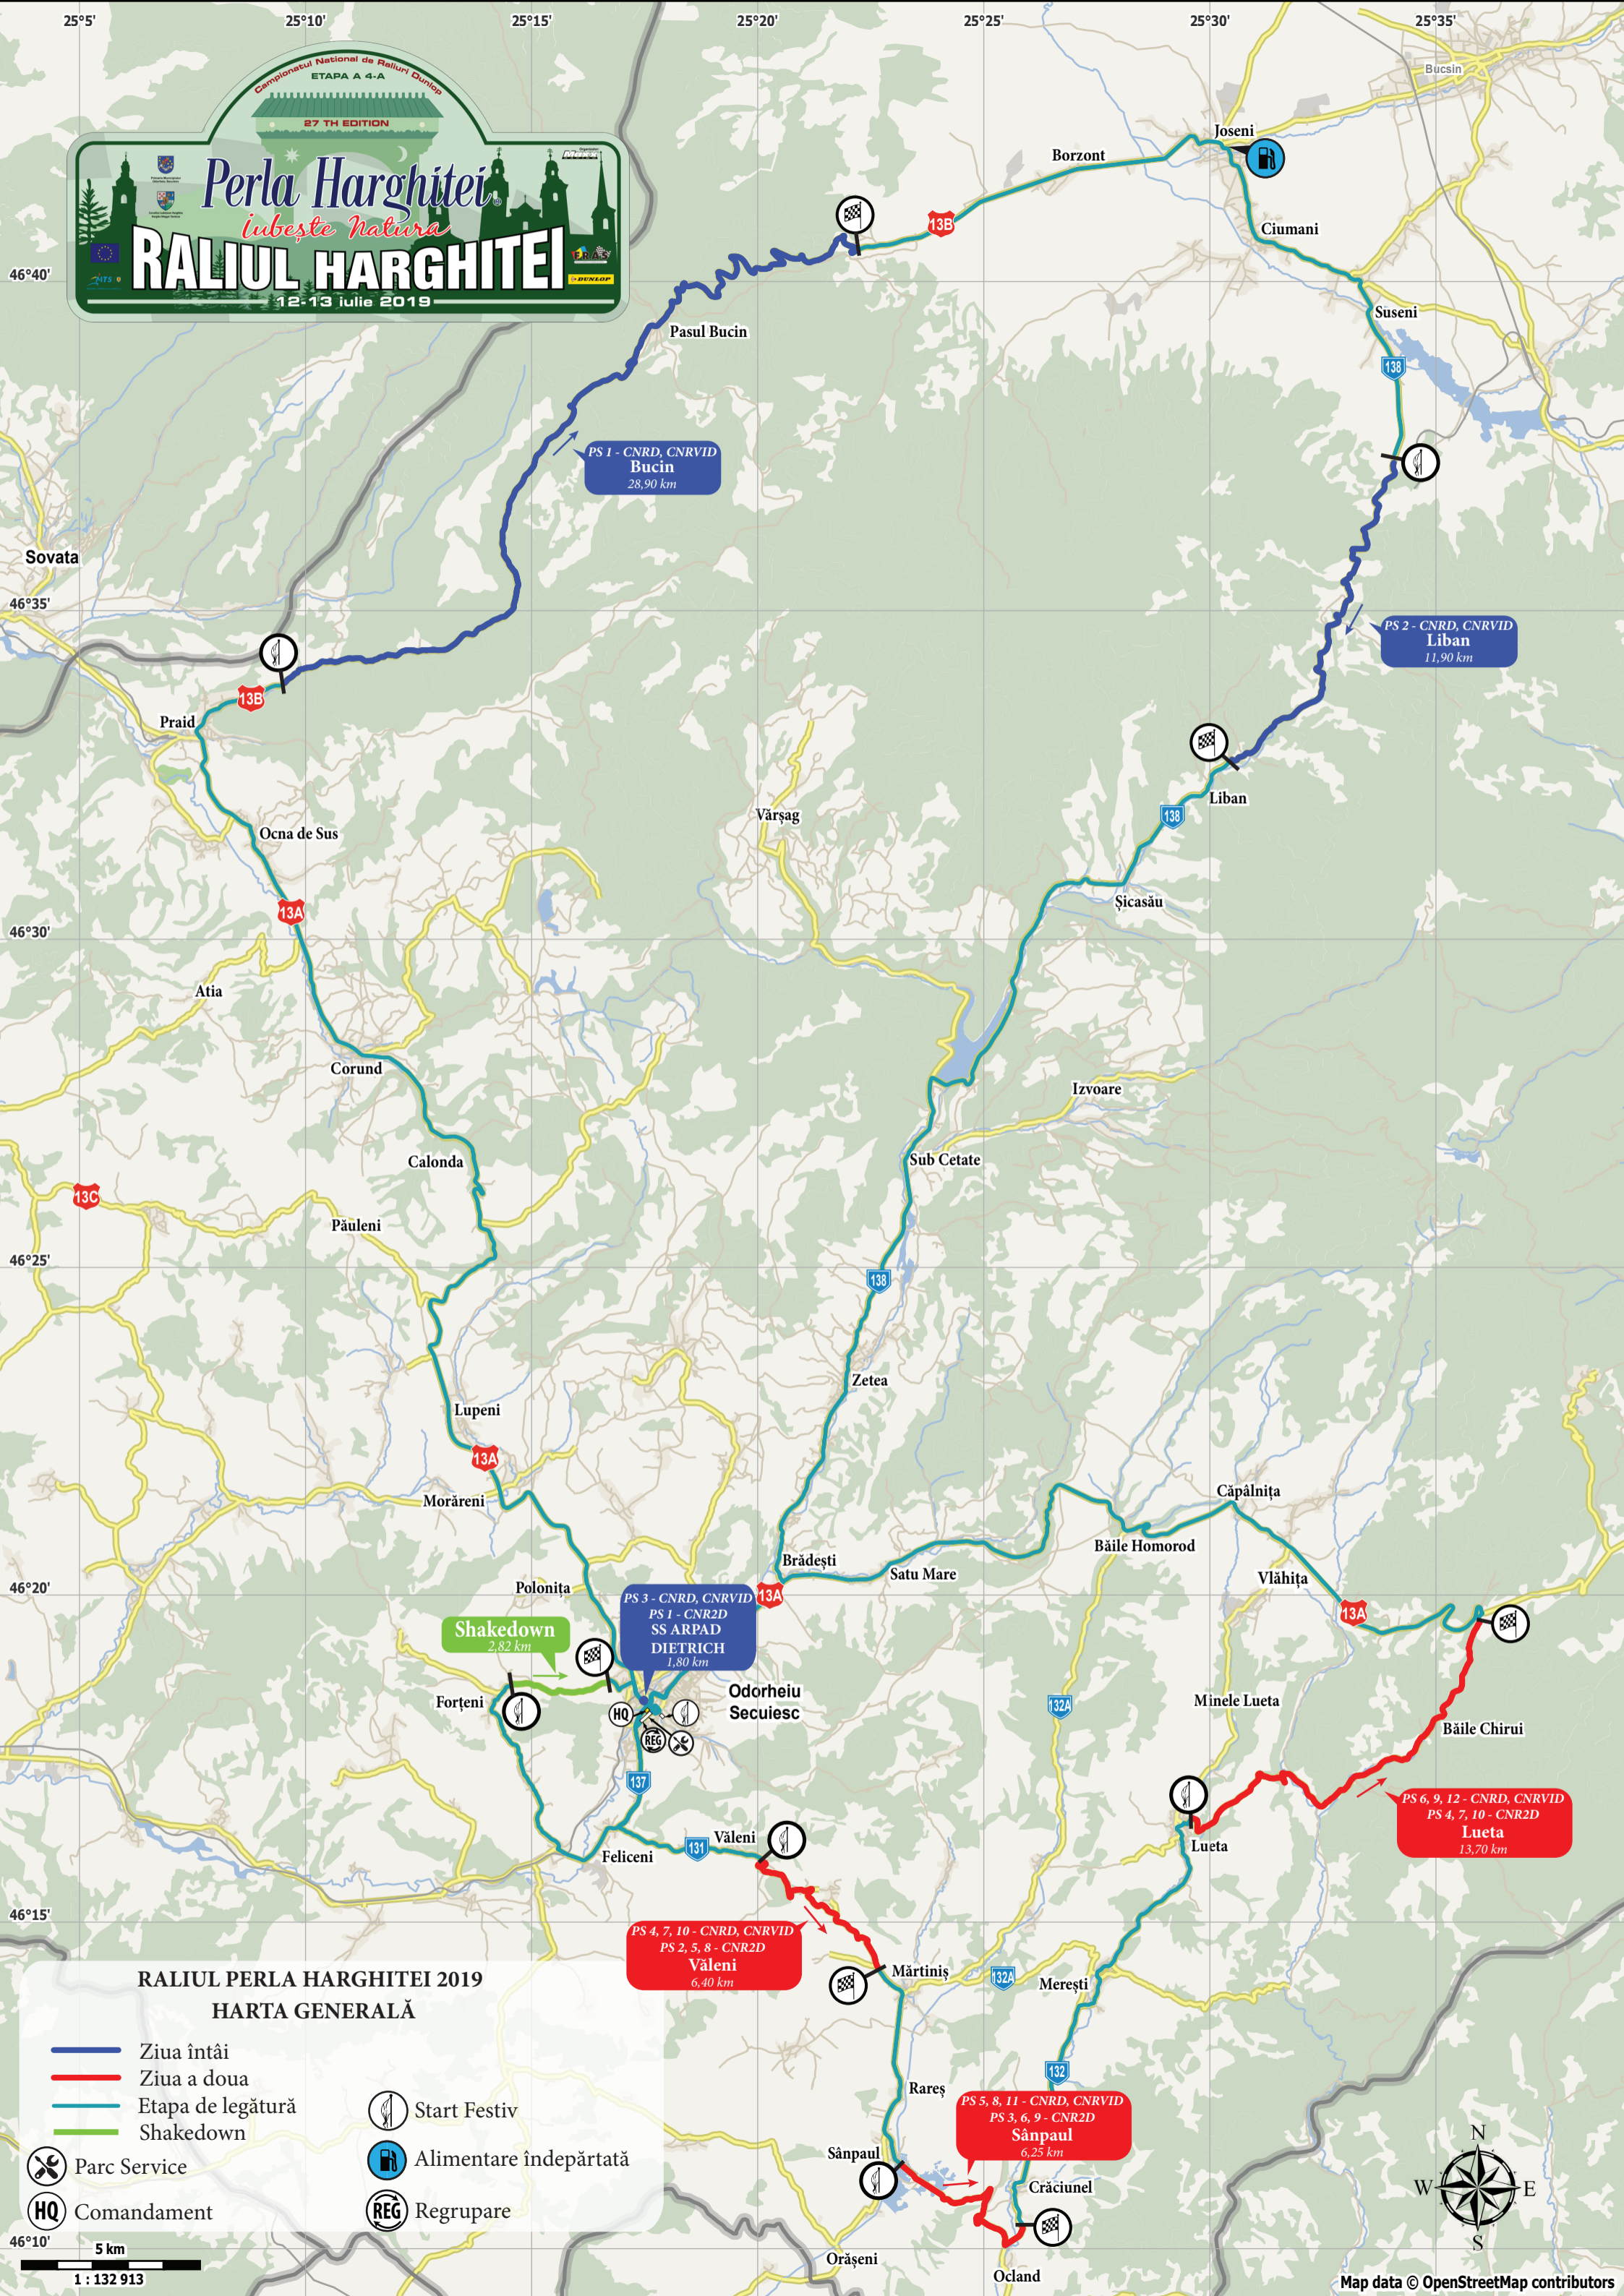 25°5' 25°10' 25°15' 25°20' 25°25' 25°30' 25°35'
Campionatul National de Raliuri Dunlop
ETAPA A 4-A
27 TH EDITION
Perla Harghitei
iubește Natura
RALIUL HARGHITEI
12-13 iulie 2019
DUNLOP
Bucsin
Joseni
Borzont
13B
Ciumani
46°40'
Suseni
Pasul Bucin
138
PS 1 - CNRD, CNRVID
Bucin
28,90 km
Sovata
46°35'
PS 2 - CNRD, CNRVID
Liban
11,90 km
13B
Praid
Liban
138
Vărșag
Ocna de Sus
Șicasău
13A
46°30'
Atia
Corund
Izvoare
Calonda
Sub Cetate
13C
Păuleni
46°25'
138
Zetea
Lupeni
13A
Morăreni
Căpâlnița
Băile Homorod
Brădești
Satu Mare
Vlăhița
46°20'
Polonița
13A
13A
PS 3 - CNRD, CNRVID
PS 1 - CNR2D
SS ARPAD
DIETRICH
1,80 km
Shakedown
2,82 km
Forțeni
Odorheiu
Secuiesc
HQ
REG
132A
Minele Lueta
Băile Chirui
137
PS 6, 9, 12 - CNRD, CNRVID
PS 4, 7, 10 - CNR2D
Lueta
13,70 km
Lueta
Văleni
131
Feliceni
46°15'
PS 4, 7, 10 - CNRD, CNRVID
PS 2, 5, 8 - CNR2D
Văleni
6,40 km
Mărtiniș
132A
Merești
132
Rareș
PS 5, 8, 11 - CNRD, CNRVID
PS 3, 6, 9 - CNR2D
Sânpaul
6,25 km
Sânpaul
Crăciunel
Orășeni
Ocland
RALIUL PERLA HARGHITEI 2019
HARTA GENERALĂ
Ziua întâi
Ziua a doua
Etapa de legătură
Shakedown
Parc Service
HQ Comandament
Start Festiv
Alimentare îndepărtată
REG Regrupare
N
W E
S
46°10'
5 km
1 : 132 913
Map data © OpenStreetMap contributors